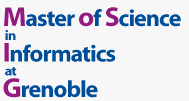 Master of Science
in
Informatics
at
Grenoble